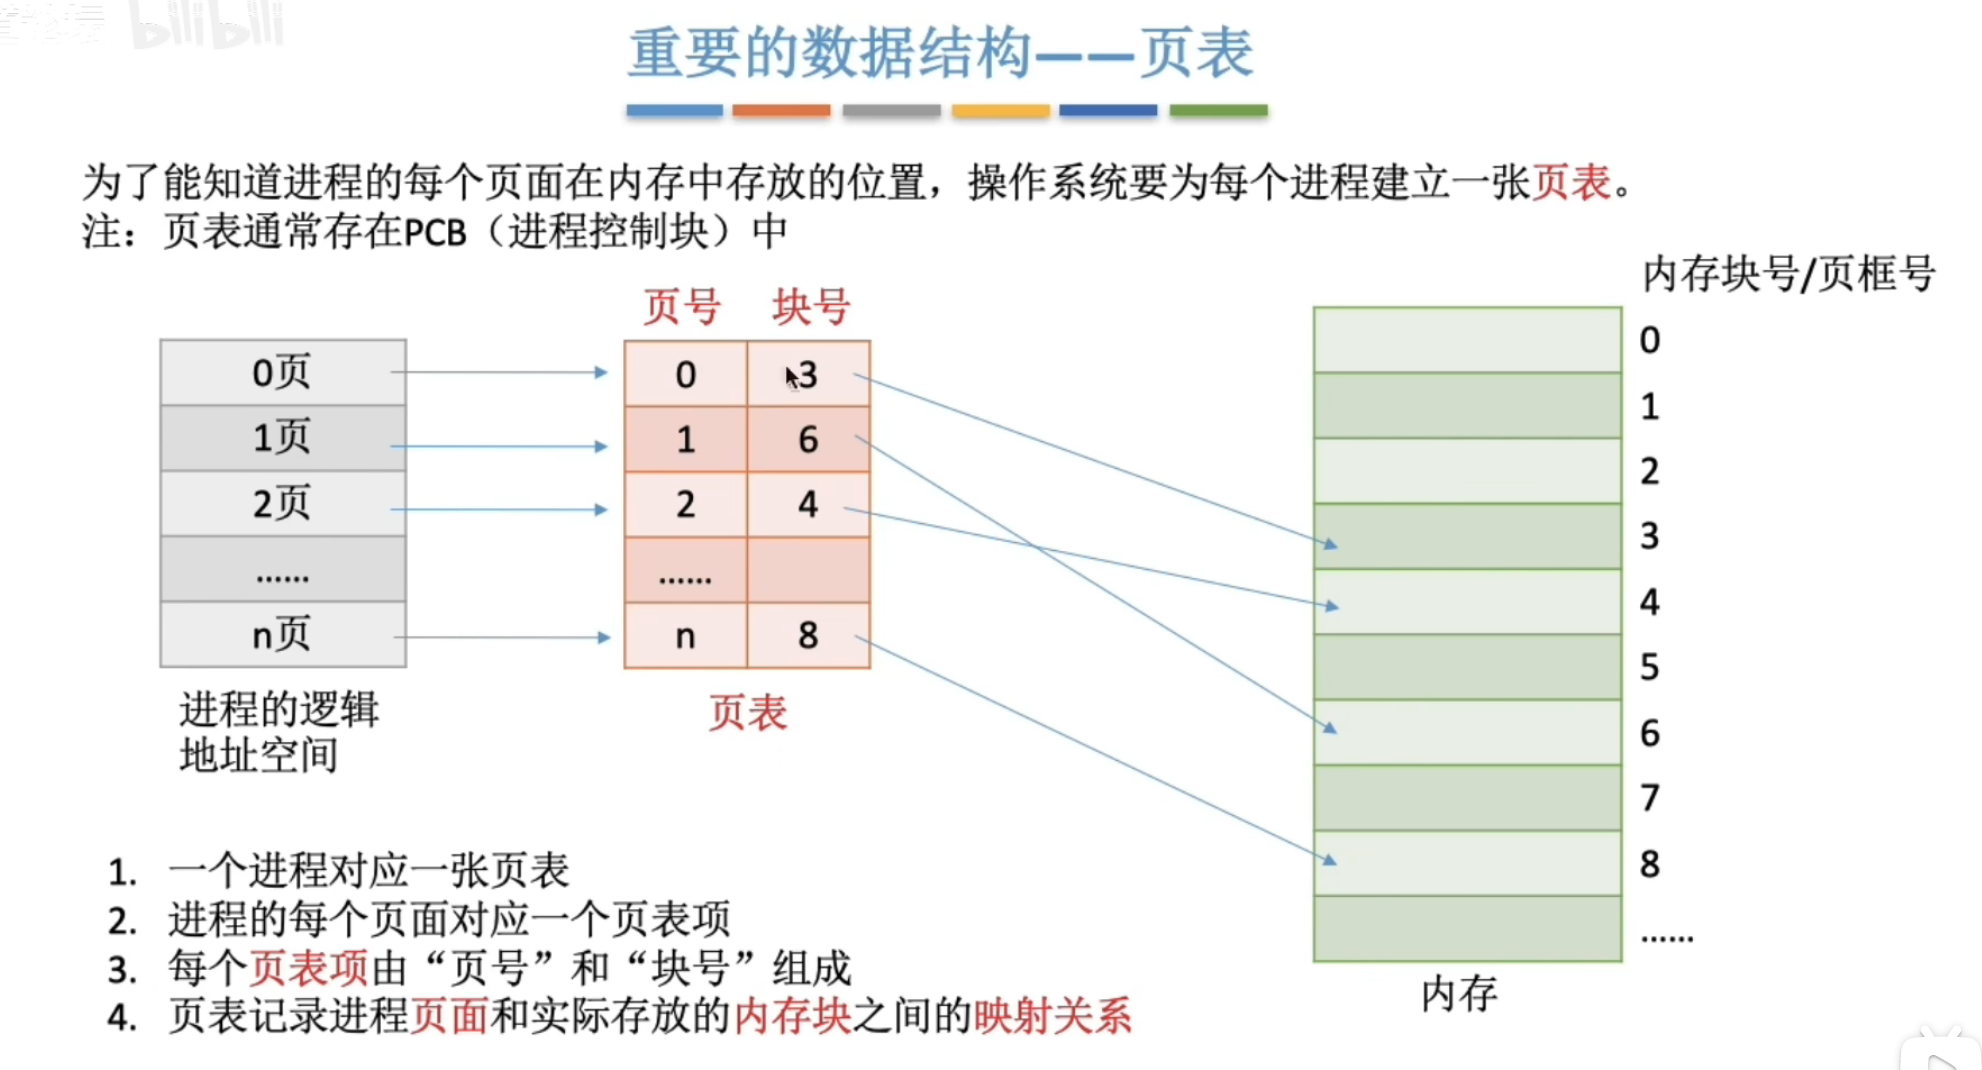 bilibili
重要的数据结构——页表
为了能知道进程的每个页面在内存中存放的位置，操作系统要为每个进程建立一张页表。
注：页表通常存在PCB（进程控制块）中
内存块号/页框号
页号 块号
0页 0 3
1页 1 6
2页 2 4
...... ......
n页 n 8
进程的逻辑
地址空间
页表
0
1
2
3
4
5
6
7
8
......
内存
1. 一个进程对应一张页表
2. 进程的每个页面对应一个页表项
3. 每个页表项由“页号”和“块号”组成
4. 页表记录进程页面和实际存放的内存块之间的映射关系